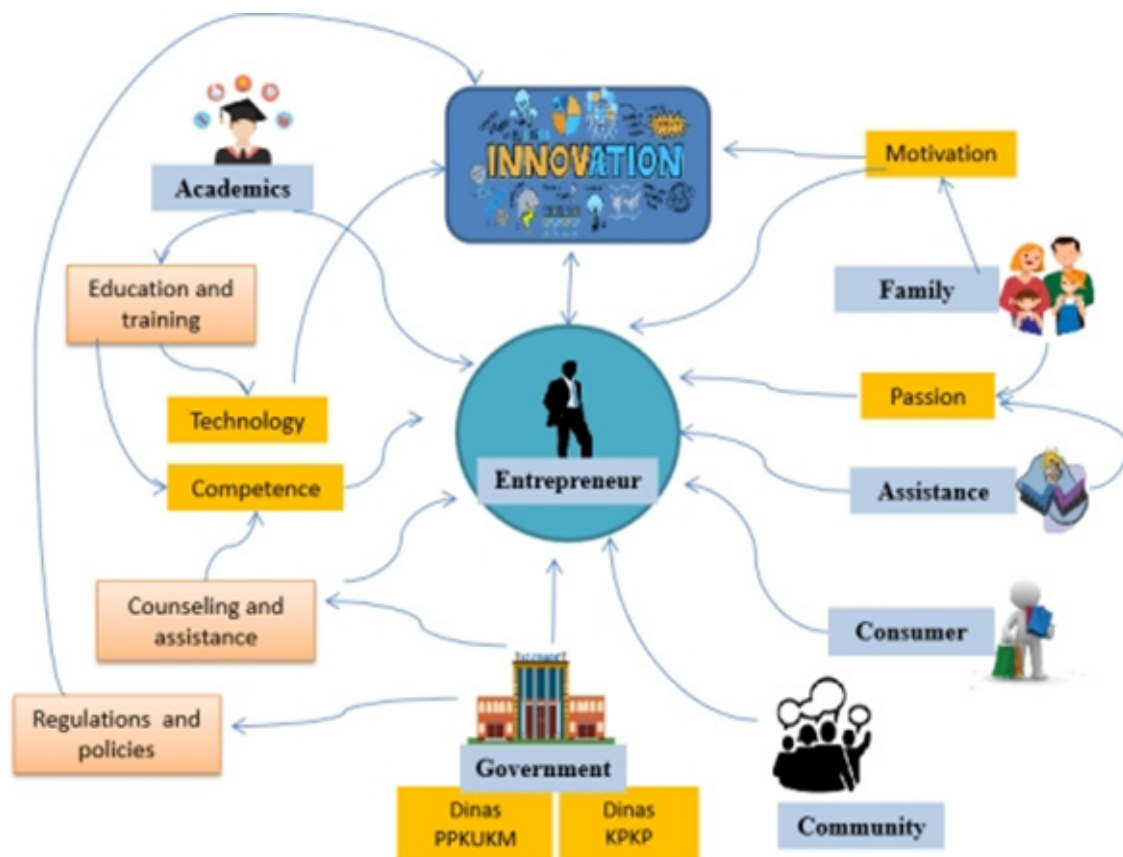 INNOVATION
Academics
Motivation
Education and
training
Family
Technology
Passion
Competence
Entrepreneur
Assistance
Counseling and
assistance
Consumer
Regulations and
policies
Government
Dinas
PPKUKM
Dinas
KPKP
Community